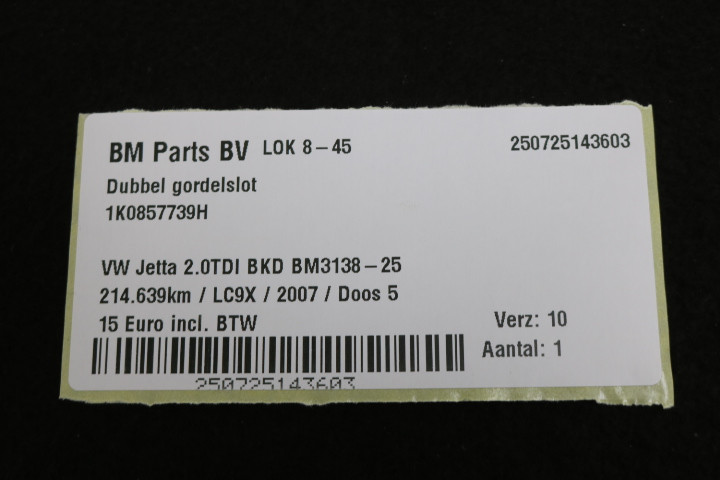 BM Parts BV LOK 8-45 250725143603
Dubbel gordelslot
1K0857739H
VW Jetta 2.0TDI BKD BM3138-25
214.639km / LC9X / 2007 / Doos 5
15 Euro incl. BTW Verz: 10
Aantal: 1
250725143603